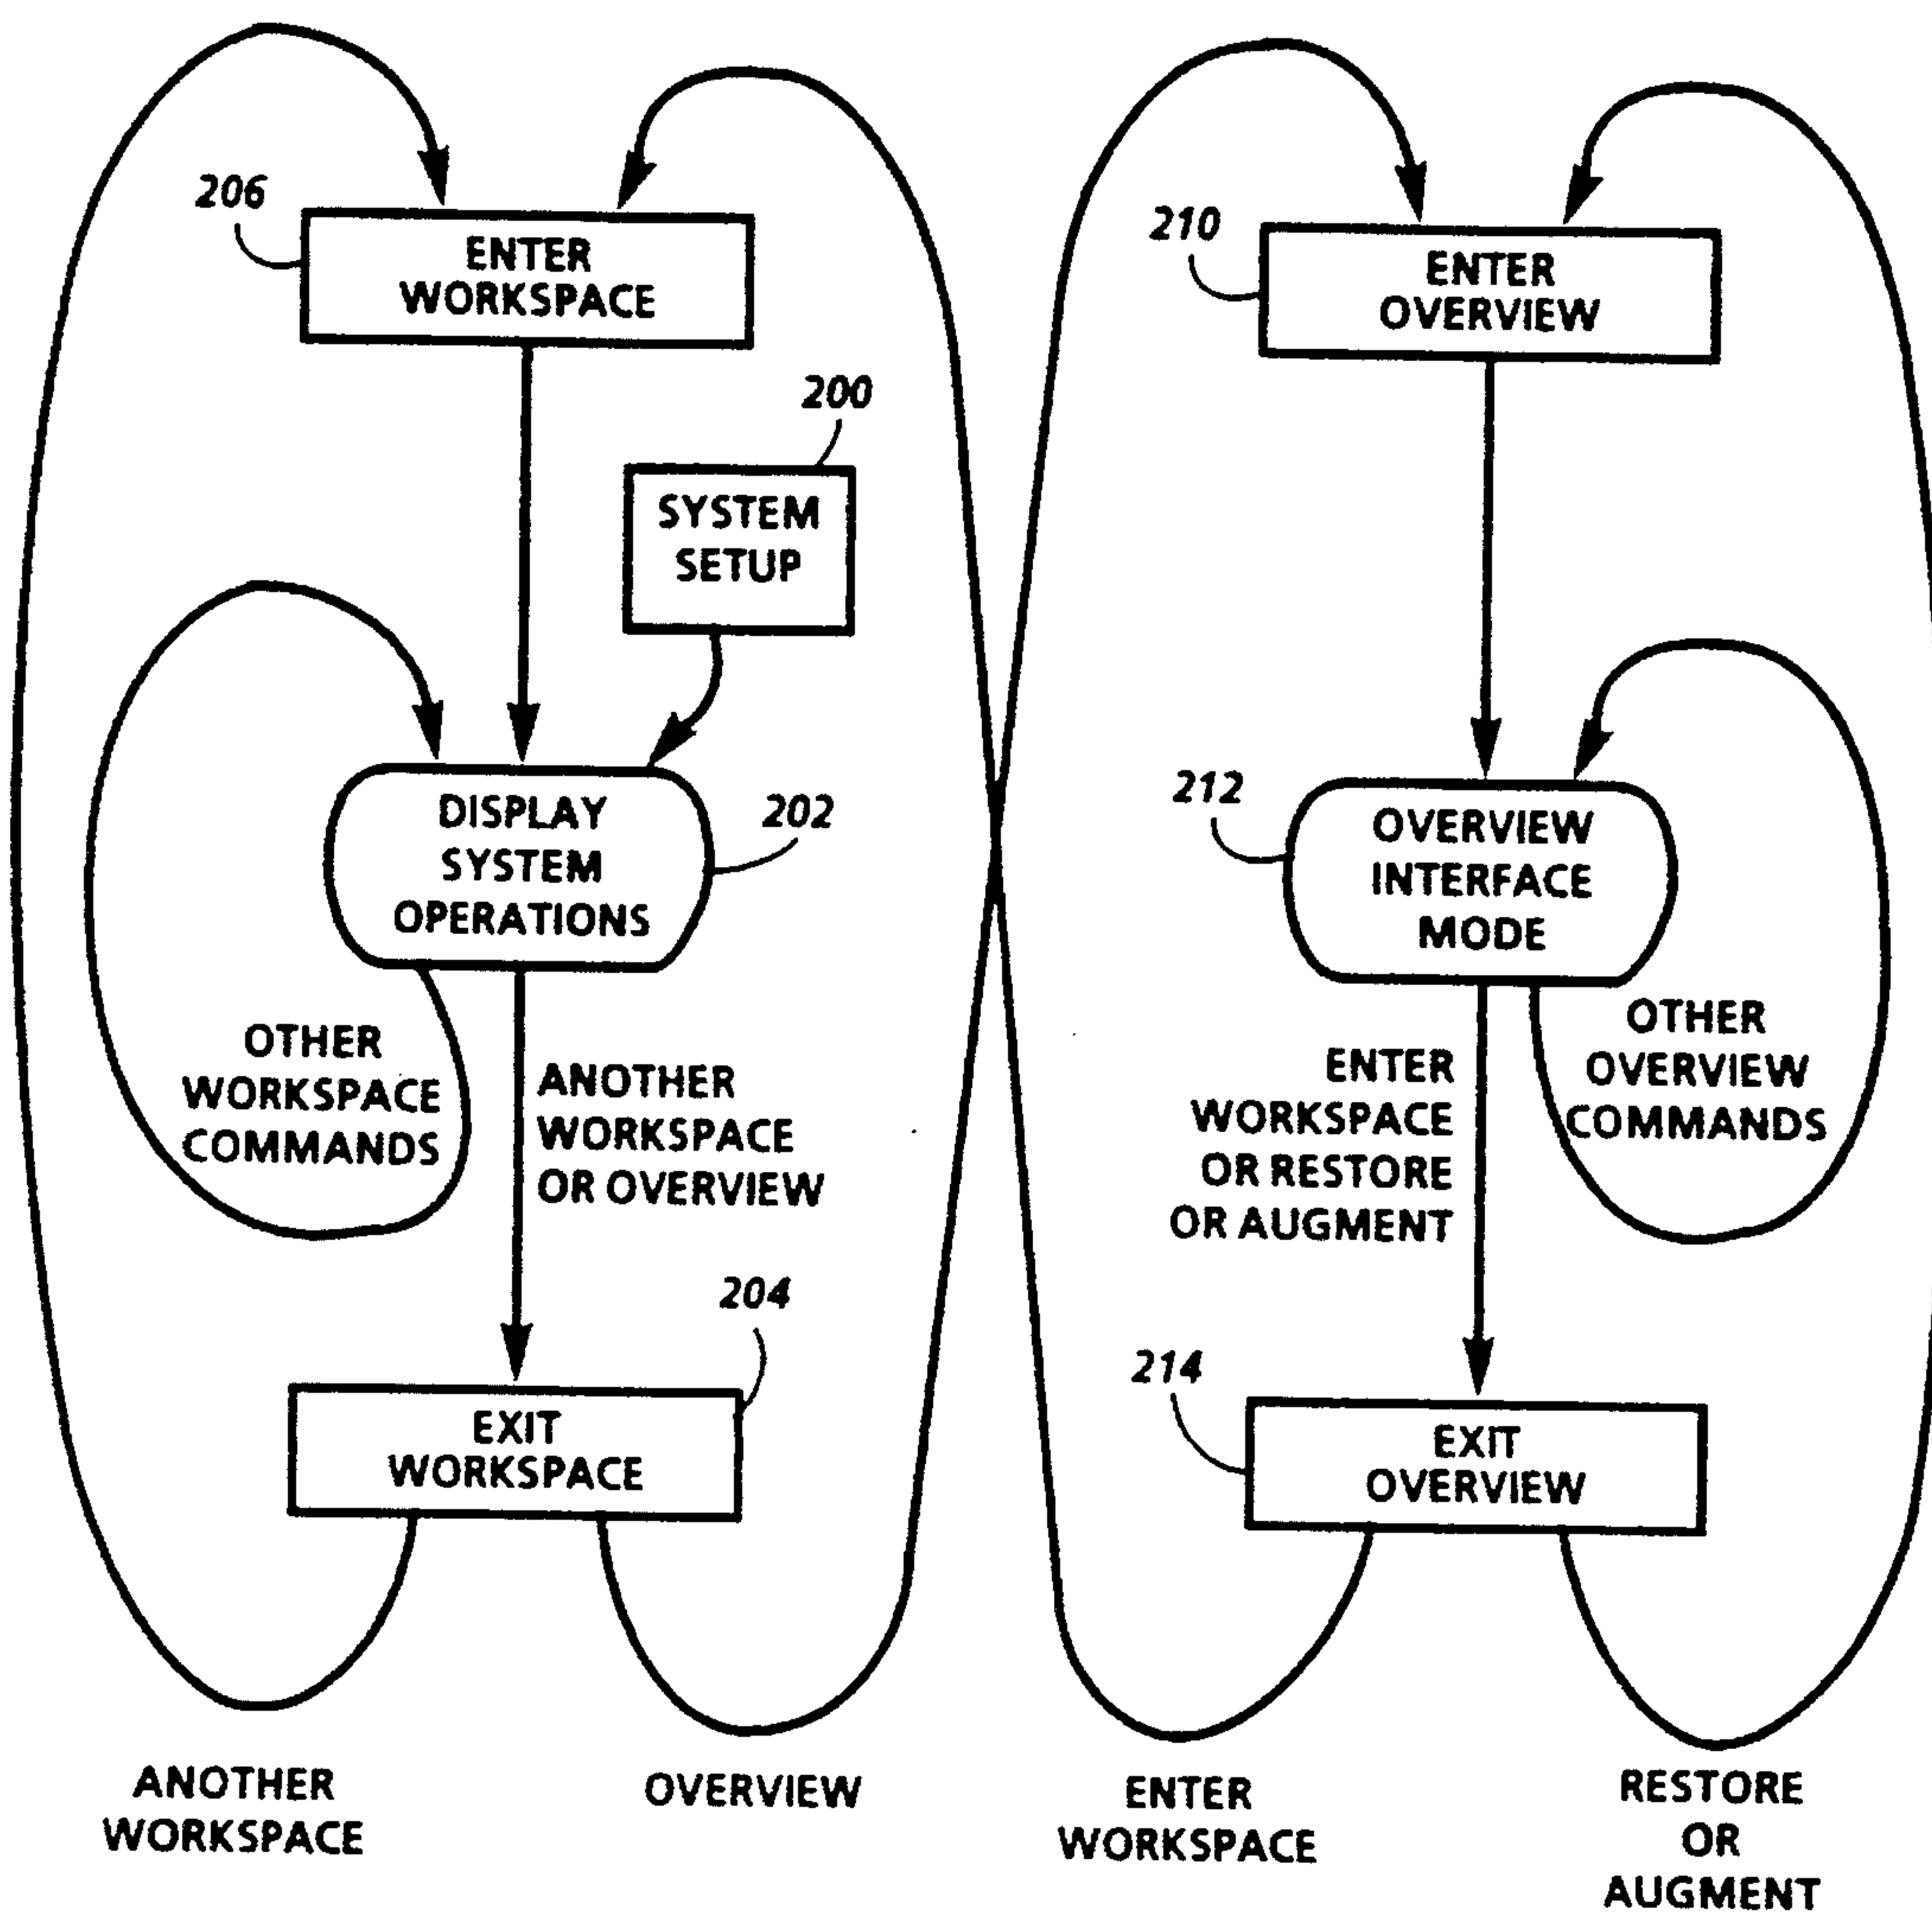 206
ENTER
WORKSPACE
200
SYSTEM
SETUP
DISPLAY
SYSTEM
OPERATIONS
202
OTHER
WORKSPACE
COMMANDS
ANOTHER
WORKSPACE
OR OVERVIEW
204
EXIT
WORKSPACE
ANOTHER
WORKSPACE
OVERVIEW
210
ENTER
OVERVIEW
212
OVERVIEW
INTERFACE
MODE
ENTER
WORKSPACE
OR RESTORE
OR AUGMENT
OTHER
OVERVIEW
COMMANDS
214
EXIT
OVERVIEW
ENTER
WORKSPACE
RESTORE
OR
AUGMENT